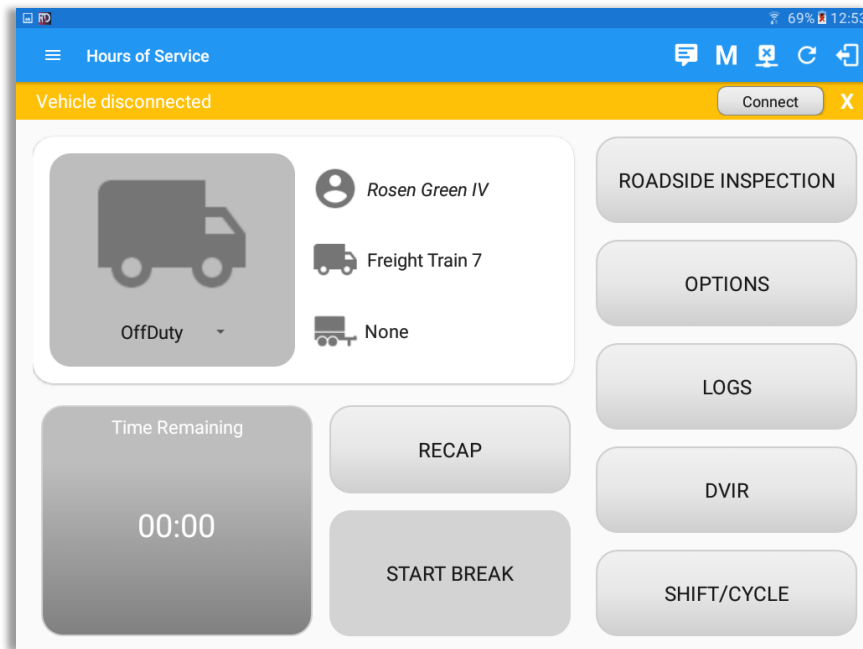 RD 69% 12:53
Hours of Service M
Vehicle disconnected Connect X
Rosen Green IV
Freight Train 7
OffDuty
None
Time Remaining
00:00
RECAP
START BREAK
ROADSIDE INSPECTION
OPTIONS
LOGS
DVIR
SHIFT/CYCLE